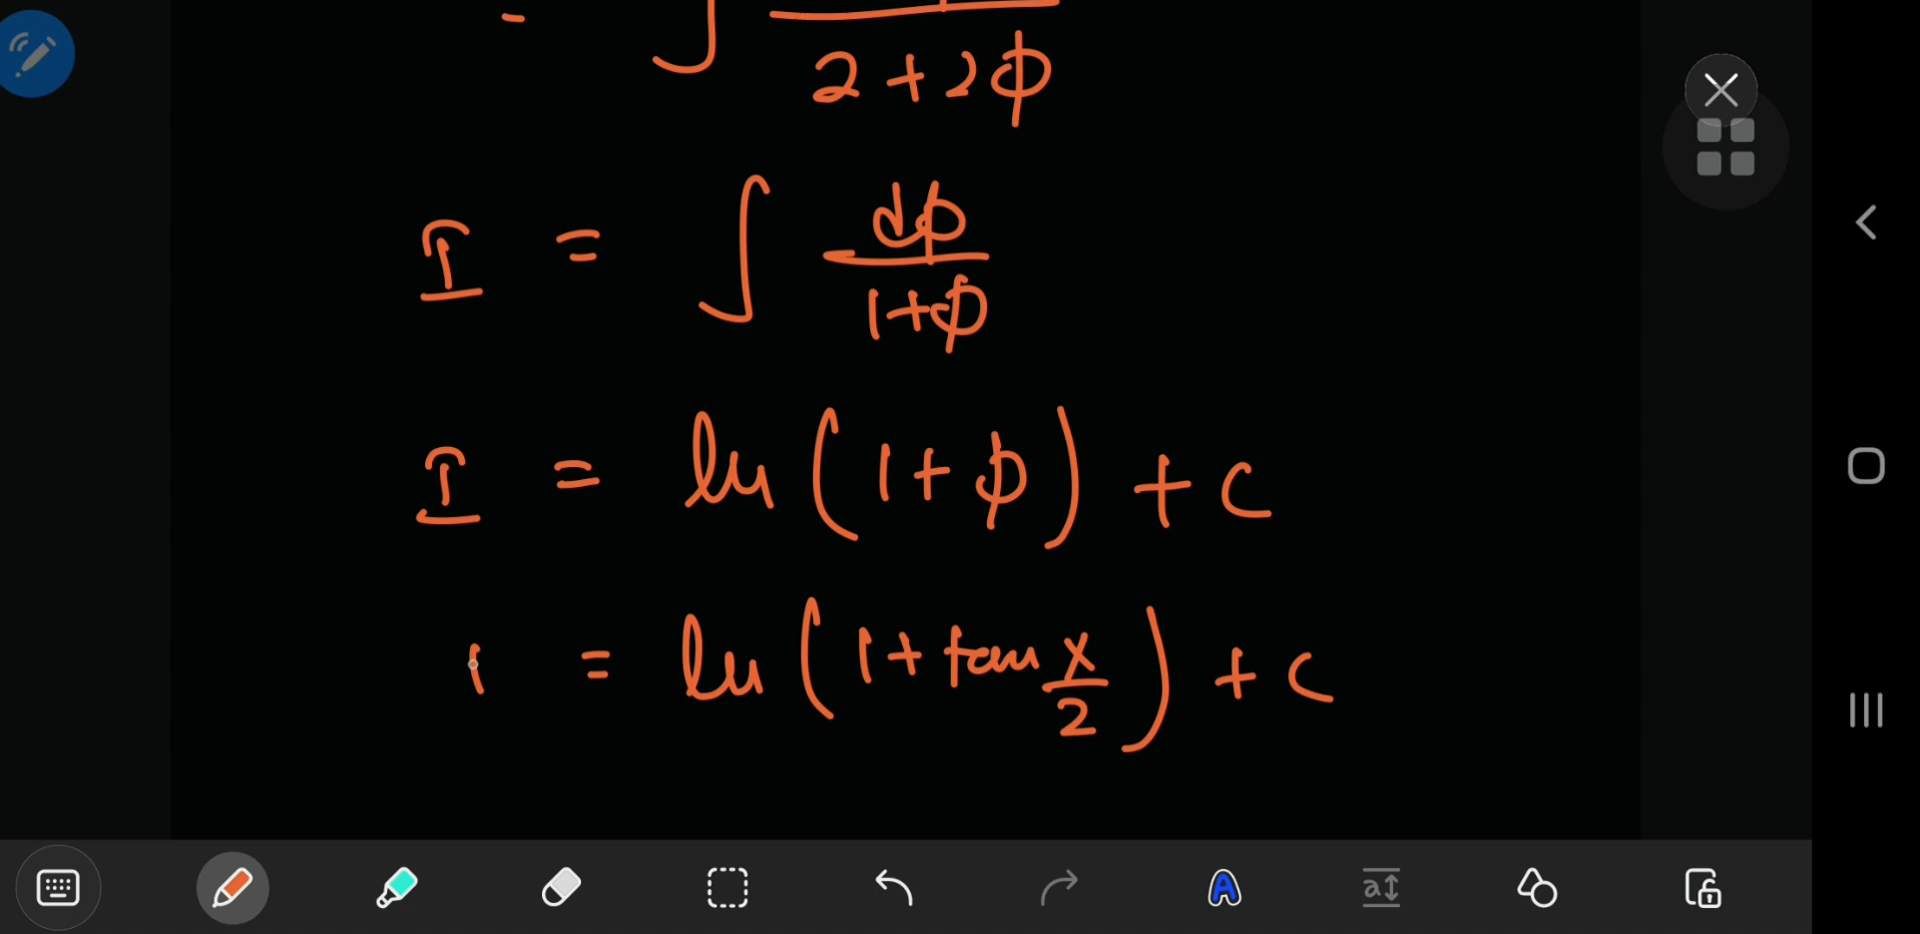 = ∫ 2 + 2ϕ
I = ∫ dϕ / 1+ϕ
I = ln (1+ϕ) + c
I = ln (1+ tan x/2) + c
A
a